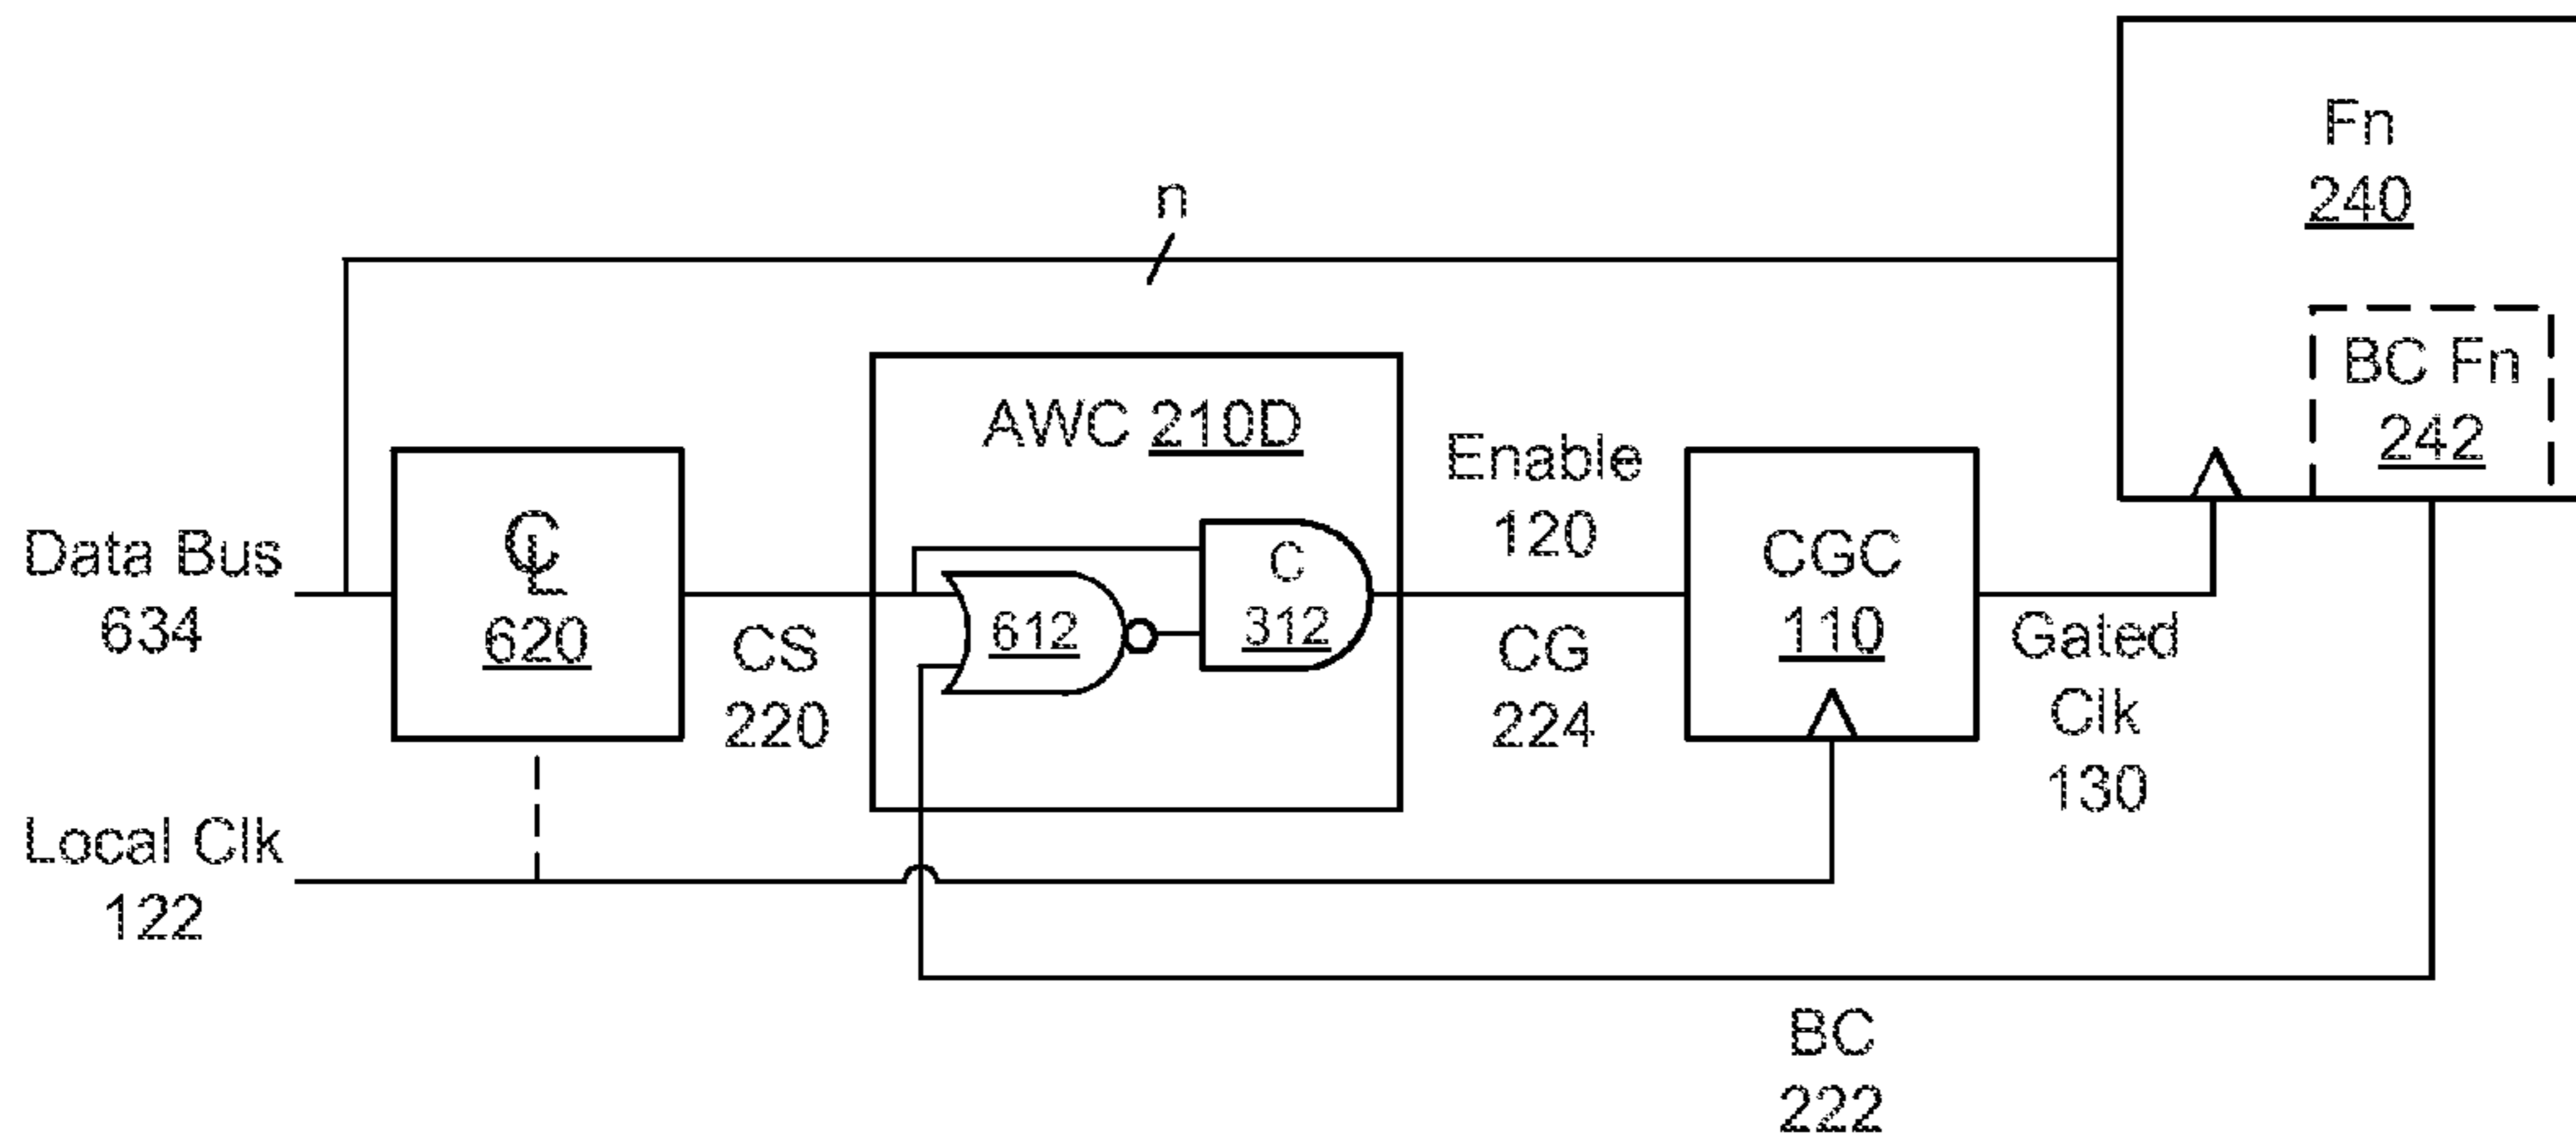 Fn
240
n
BC Fn
242
AWC 210D
Enable
120
Data Bus
634
CL
620
CS
220
612
C
312
CG
224
CGC
110
Gated
Clk
130
Local Clk
122
BC
222